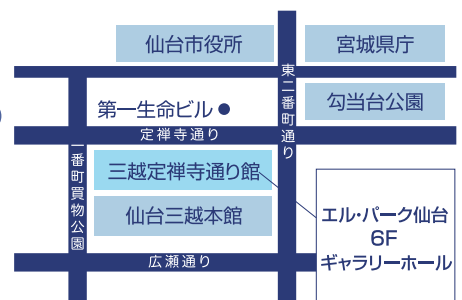 仙台市役所
宮城県庁
東二番町通り
勾当台公園
第一生命ビル
定禅寺通り
一番町買物公園
三越定禅寺通り館
仙台三越本館
エル・パーク仙台
6F
ギャラリーホール
広瀬通り